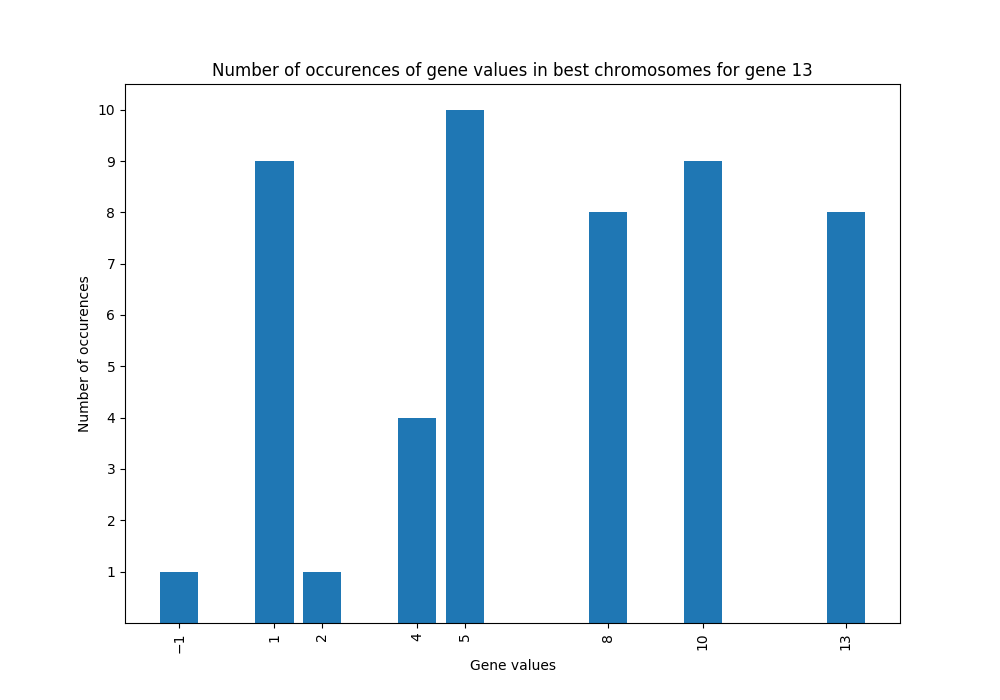 Number of occurences of gene values in best chromosomes for gene 13
10
9
8
7
6
5
4
3
2
1
Number of occurences
−1 1 2 4 5 8 10 13
Gene values